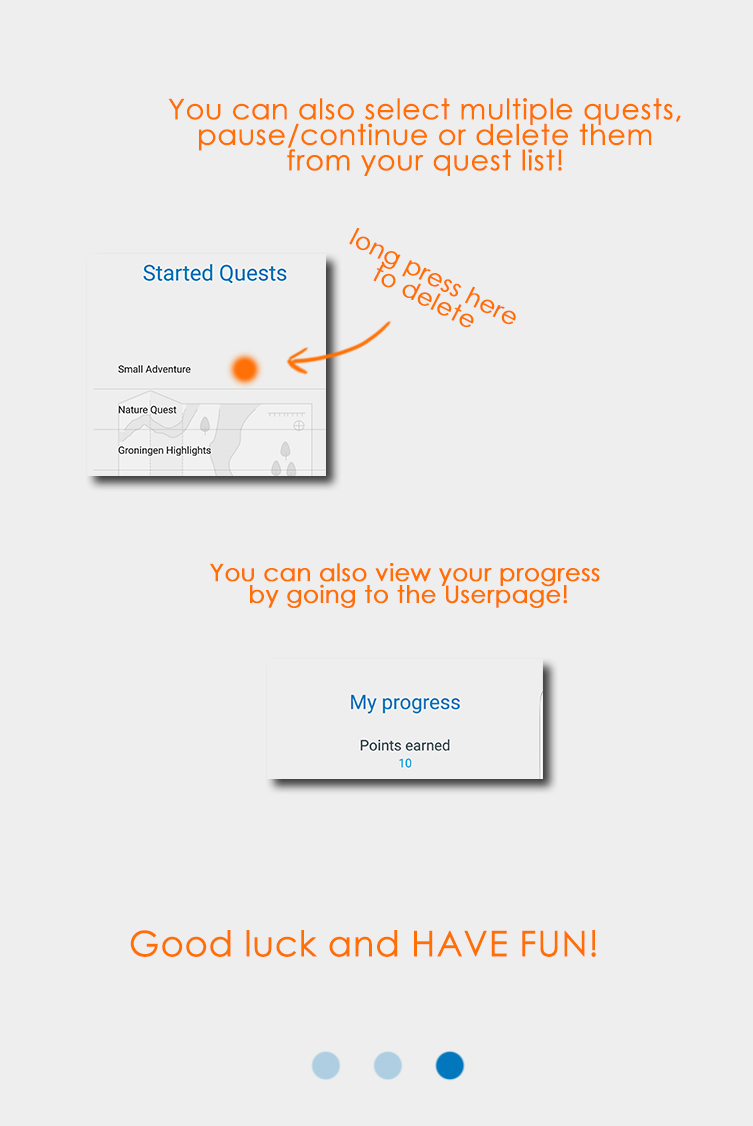 You can also select multiple quests,
pause/continue or delete them
from your quest list!
long press here
to delete
Started Quests
Small Adventure
Nature Quest
Groningen Highlights
You can also view your progress
by going to the Userpage!
My progress
Points earned
10
Good luck and HAVE FUN!